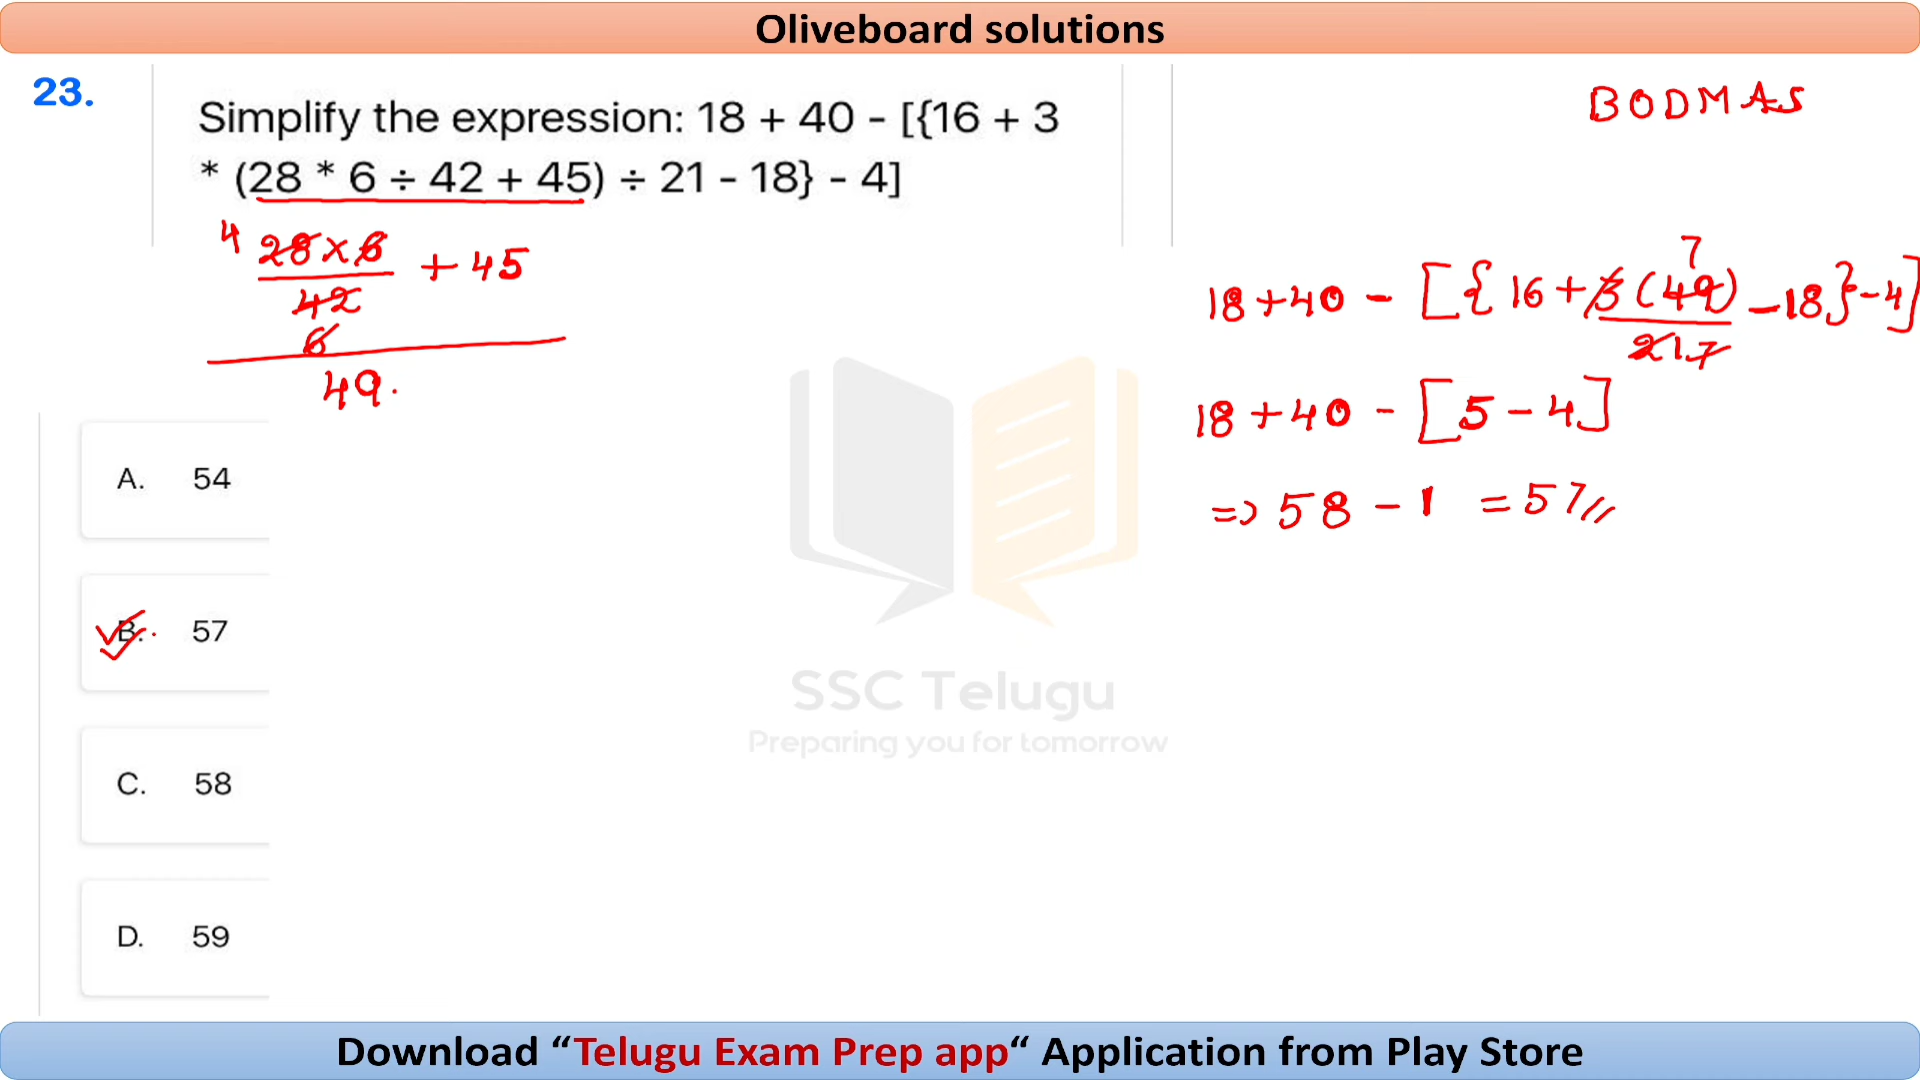 Oliveboard solutions
23.
Simplify the expression: 18 + 40 - [{16 + 3
* (28 * 6 ÷ 42 + 45) ÷ 21 - 18} - 4]
4 28×6 + 45
42
6
49.
A. 54
B. 57
C. 58
D. 59
BODMAS
7
18+40 - [{16 +3(49) -18}-4]
21 7
18+40 - [5 - 4]
=> 58 - 1 = 57//
SSC Telugu
Preparing you for tomorrow
Download “Telugu Exam Prep app“ Application from Play Store